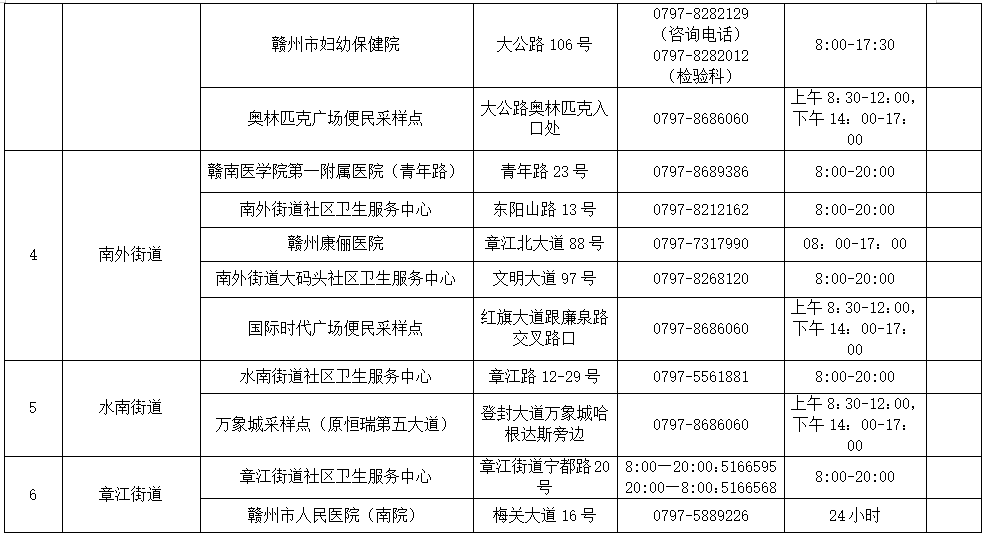 赣州市妇幼保健院
大公路 106 号
0797-8282129
（咨询电话）
0797-8282012
（检验科）
8:00-17:30
奥林匹克广场便民采样点
大公路奥林匹克入
口处
0797-8686060
上午 8:30-12:00,
下午 14: 00-17:
00
4
南外街道
赣南医学院第一附属医院（青年路）
青年路 23 号
0797-8689386
8:00-20:00
南外街道社区卫生服务中心
东阳山路 13 号
0797-8212162
8:00-20:00
赣州康俪医院
章江北大道 88 号
0797-7317990
08: 00-17: 00
南外街道大码头社区卫生服务中心
文明大道 97 号
0797-8268120
8:00-20:00
国际时代广场便民采样点
红旗大道跟廉泉路
交叉路口
0797-8686060
上午 8:30-12:00,
下午 14: 00-17:
00
5
水南街道
水南街道社区卫生服务中心
章江路 12-29 号
0797-5561881
8:00-20:00
万象城采样点（原恒瑞第五大道）
登封大道万象城哈
根达斯旁边
0797-8686060
上午 8:30-12:00,
下午 14: 00-17:
00
6
章江街道
章江街道社区卫生服务中心
章江街道宁都路 20
号
8:00—20:00:5166595
20:00—8:00:5166568
8:00-20:00
赣州市人民医院（南院）
梅关大道 16 号
0797-5889226
24 小时